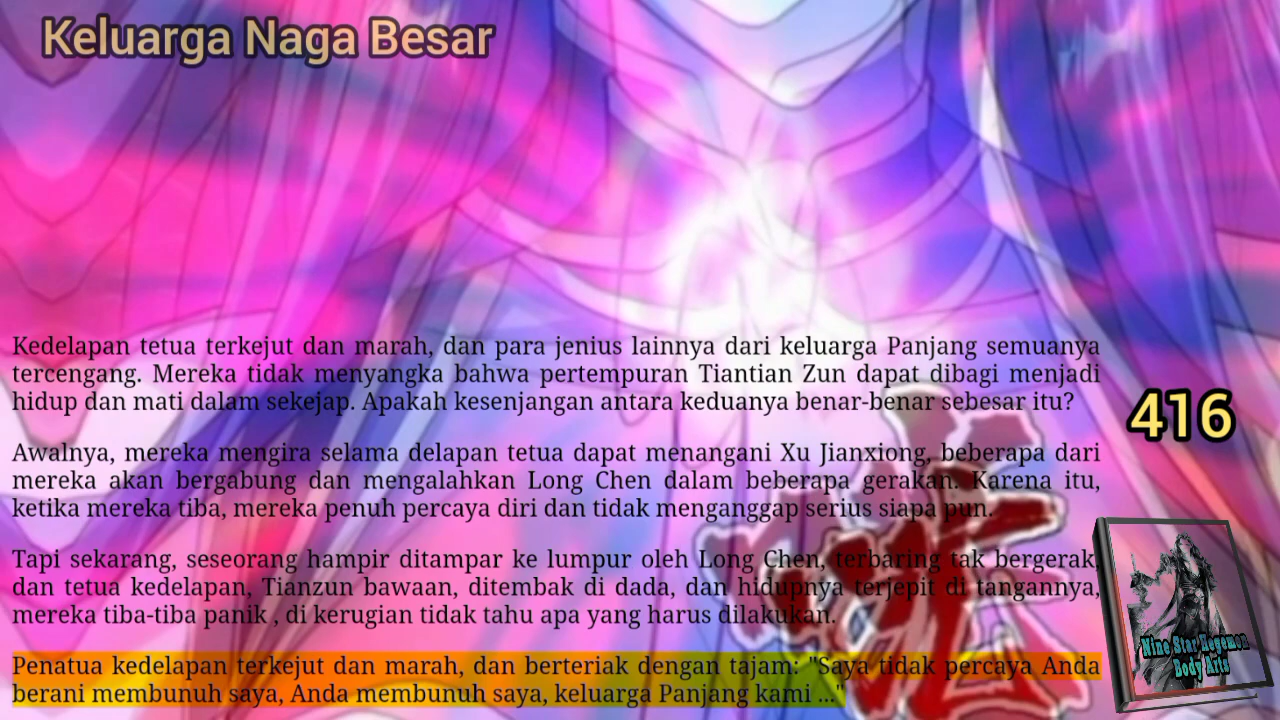 Keluarga Naga Besar
Kedelapan tetua terkejut dan marah, dan para jenius lainnya dari keluarga Panjang semuanya
tercengang. Mereka tidak menyangka bahwa pertempuran Tiantian Zun dapat dibagi menjadi
hidup dan mati dalam sekejap. Apakah kesenjangan antara keduanya benar-benar sebesar itu?
416
Awalnya, mereka mengira selama delapan tetua dapat menangani Xu Jianxiong, beberapa dari
mereka akan bergabung dan mengalahkan Long Chen dalam beberapa gerakan. Karena itu,
ketika mereka tiba, mereka penuh percaya diri dan tidak menganggap serius siapa pun.
Tapi sekarang, seseorang hampir ditampar ke lumpur oleh Long Chen, terbaring tak bergerak,
dan tetua kedelapan, Tianzun bawaan, ditembak di dada, dan hidupnya terjepit di tangannya,
mereka tiba-tiba panik , di kerugian tidak tahu apa yang harus dilakukan.
Penatua kedelapan terkejut dan marah, dan berteriak dengan tajam: "Saya tidak percaya Anda
berani membunuh saya, Anda membunuh saya, keluarga Panjang kami ..."
Nine Star Hegemon
Body Arts